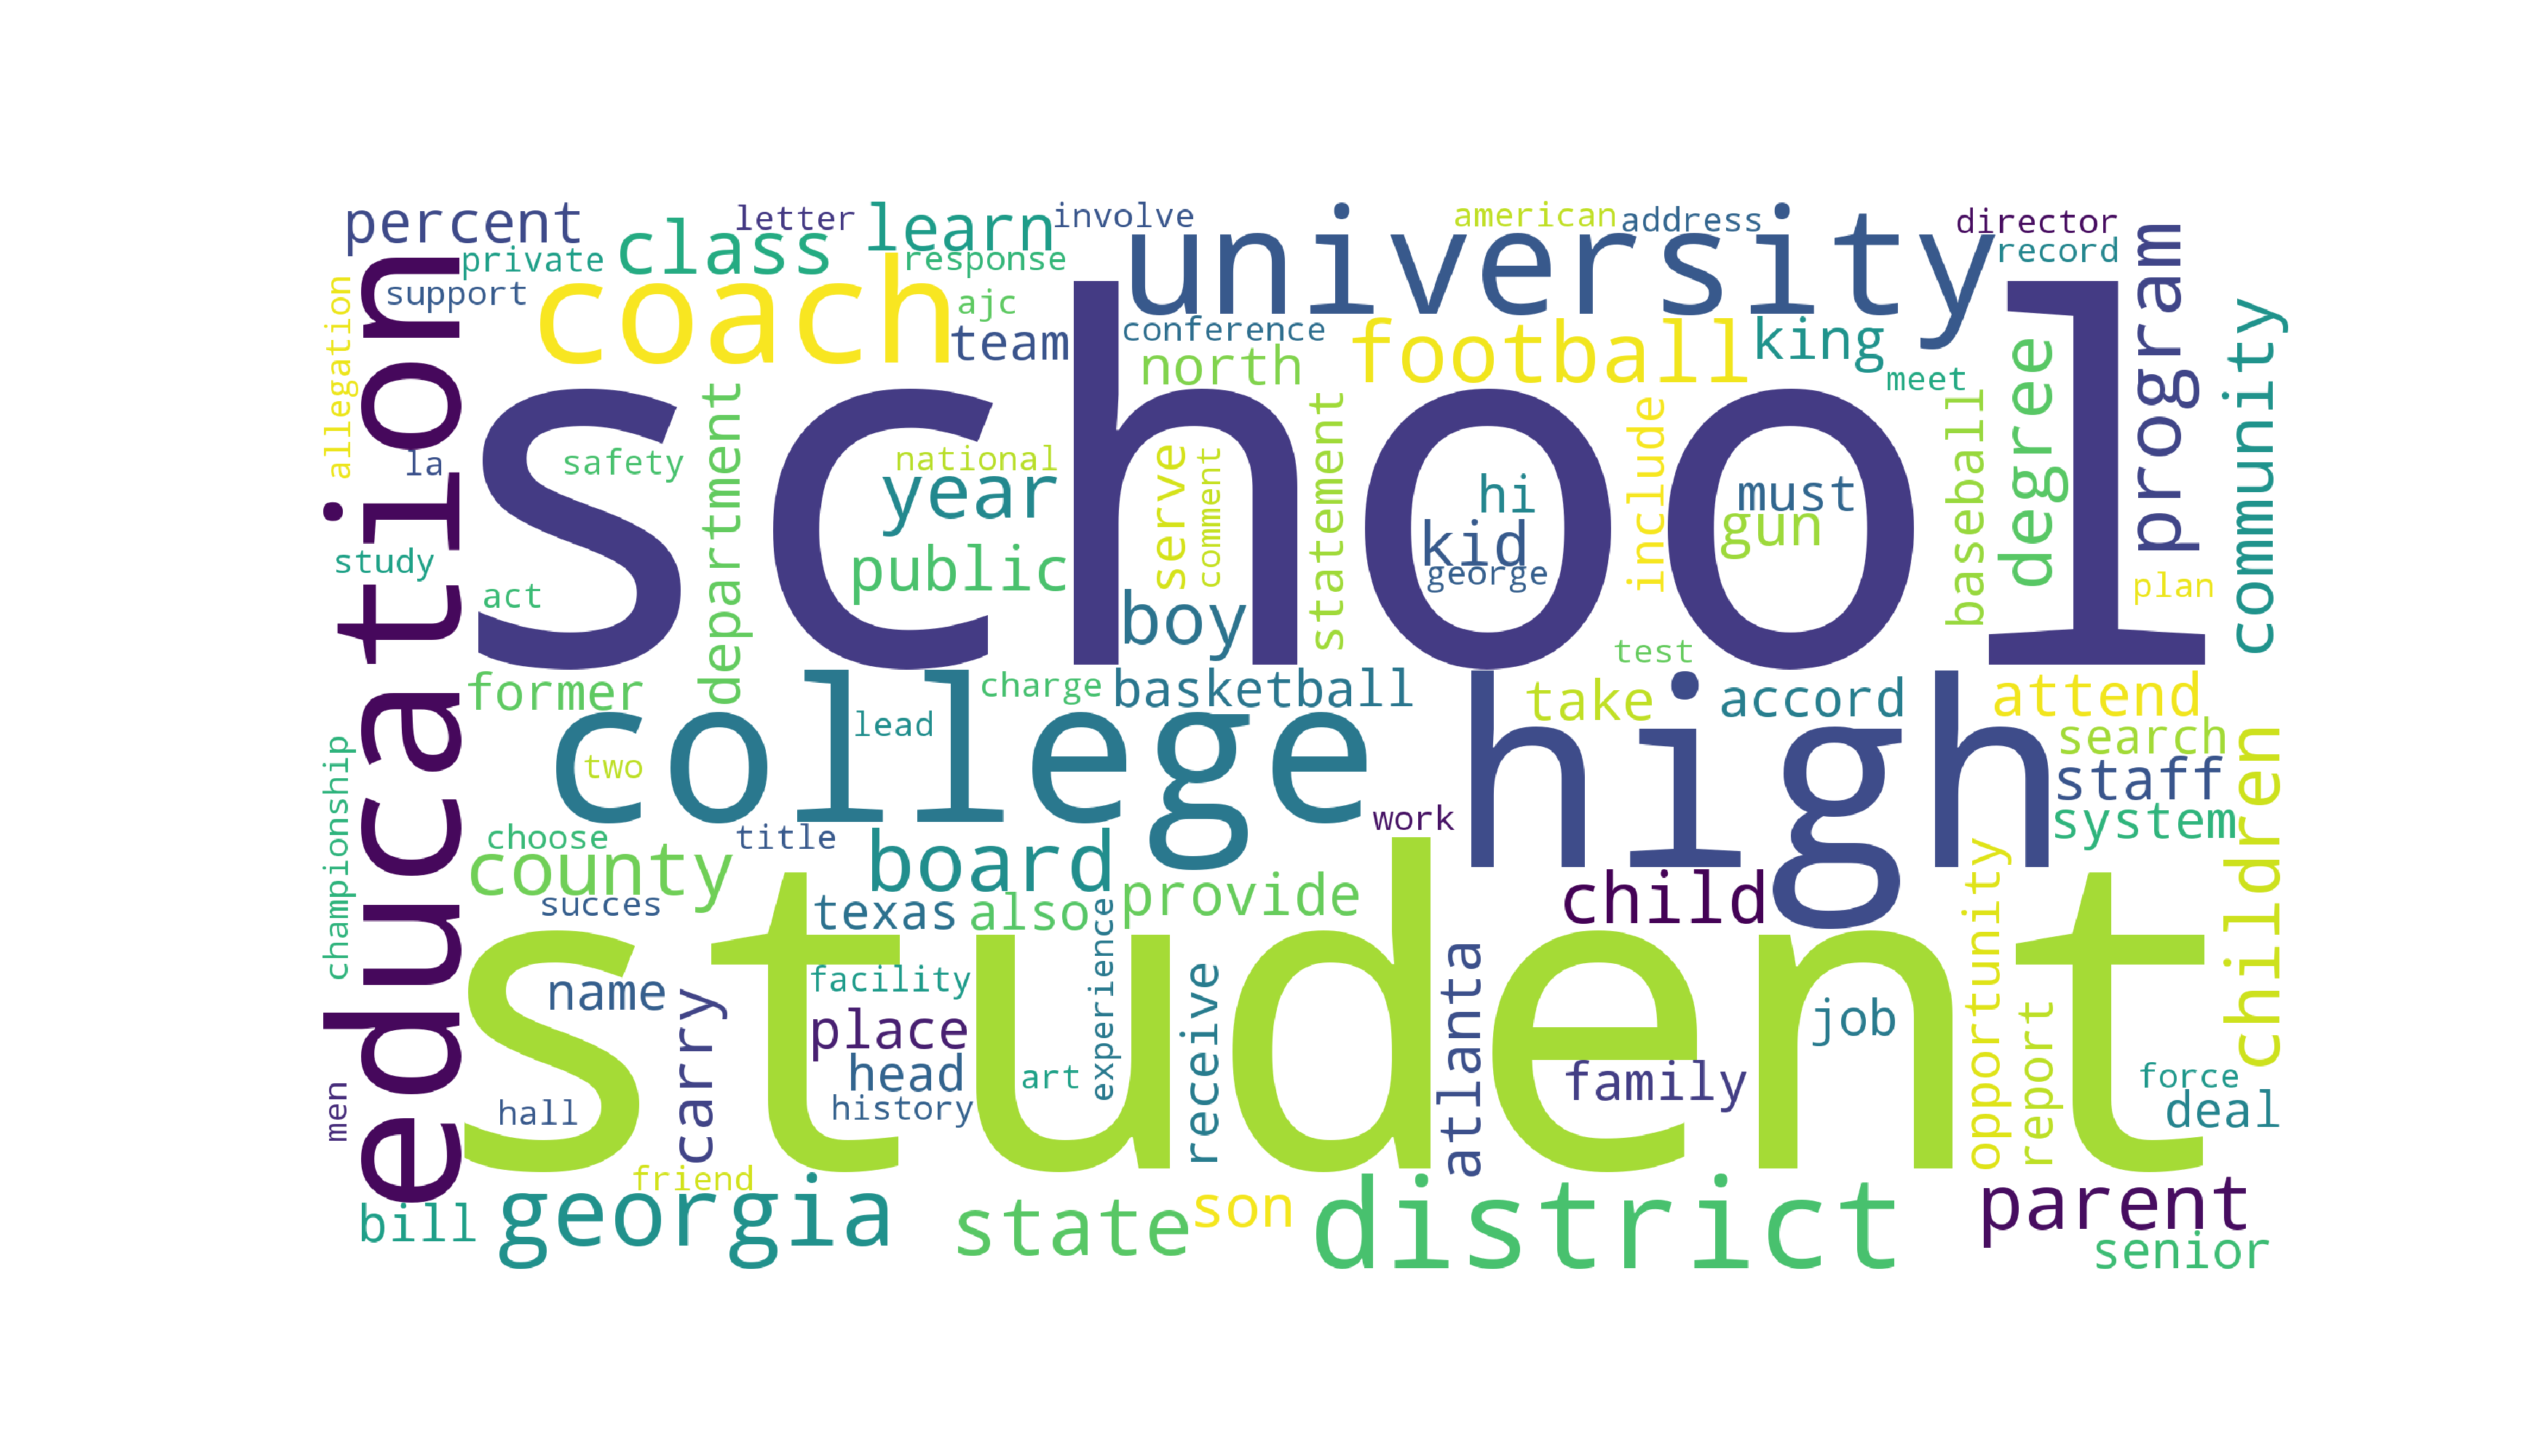 percent
letter
learn
involve
university
american
address
director
record
program
private
class
response
support
coach
ajc
team
conference
north
football
king
meet
degree
community
allegation
education
school
la
safety
department
national
year
serve
comment
statement
hi
kid
george
include
must
gun
baseball
plan
study
act
public
boy
test
former
college
charge
basketball
lead
two
high
take
accord
attend
search
staff
system
children
championship
choose
title
county
board
work
succes
texas
also
provide
child
student
name
carry
facility
place
head
history
art
experience
receive
atlanta
family
job
opportunity
report
force
deal
men
hall
friend
bill
georgia
state
son
district
parent
senior